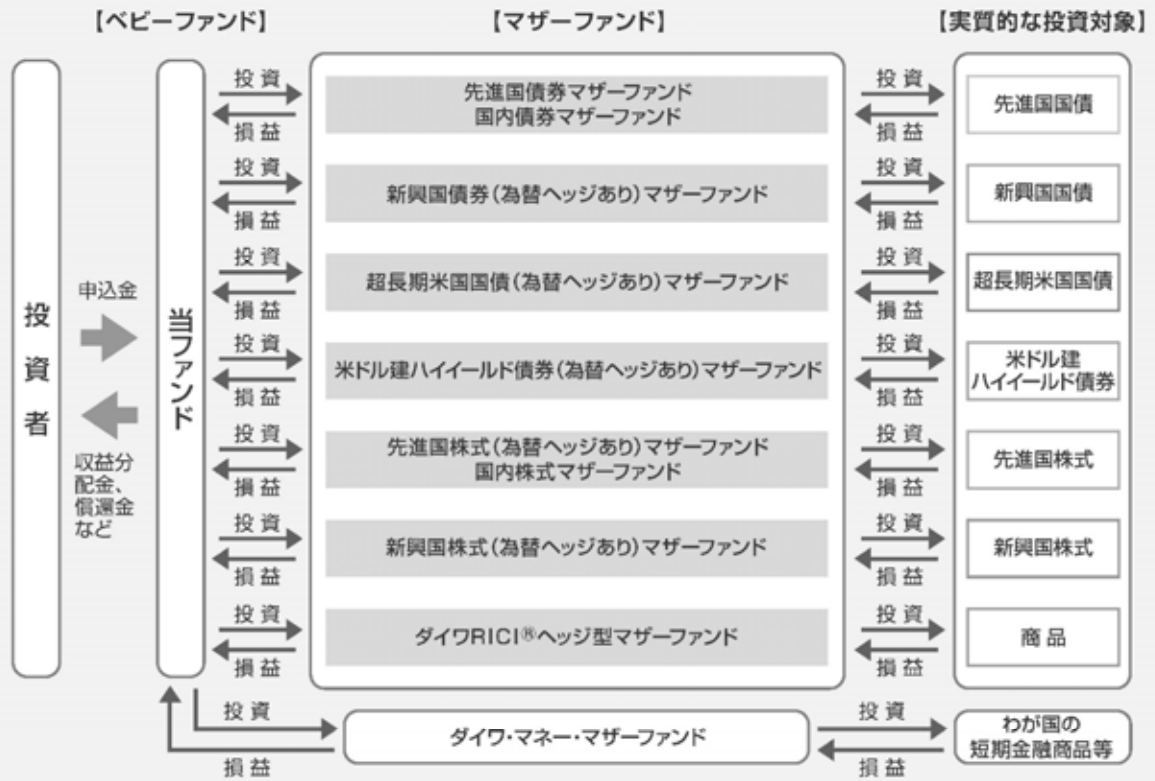 【ベビーファンド】
【マザーファンド】
【実質的な投資対象】
投資者
申込金
収益分
配金、
償還金
など
当ファンド
投資
損益
先進国債券マザーファンド
国内債券マザーファンド
投資
損益
先進国国債
投資
損益
新興国債券(為替ヘッジあり)マザーファンド
投資
損益
新興国国債
投資
損益
超長期米国国債(為替ヘッジあり)マザーファンド
投資
損益
超長期米国国債
投資
損益
米ドル建ハイイールド債券(為替ヘッジあり)マザーファンド
投資
損益
米ドル建
ハイイールド債券
投資
損益
先進国株式(為替ヘッジあり)マザーファンド
国内株式マザーファンド
投資
損益
先進国株式
投資
損益
新興国株式(為替ヘッジあり)マザーファンド
投資
損益
新興国株式
投資
損益
ダイワRICI®ヘッジ型マザーファンド
投資
損益
商品
投資
損益
ダイワ・マネー・マザーファンド
投資
損益
わが国の
短期金融商品等